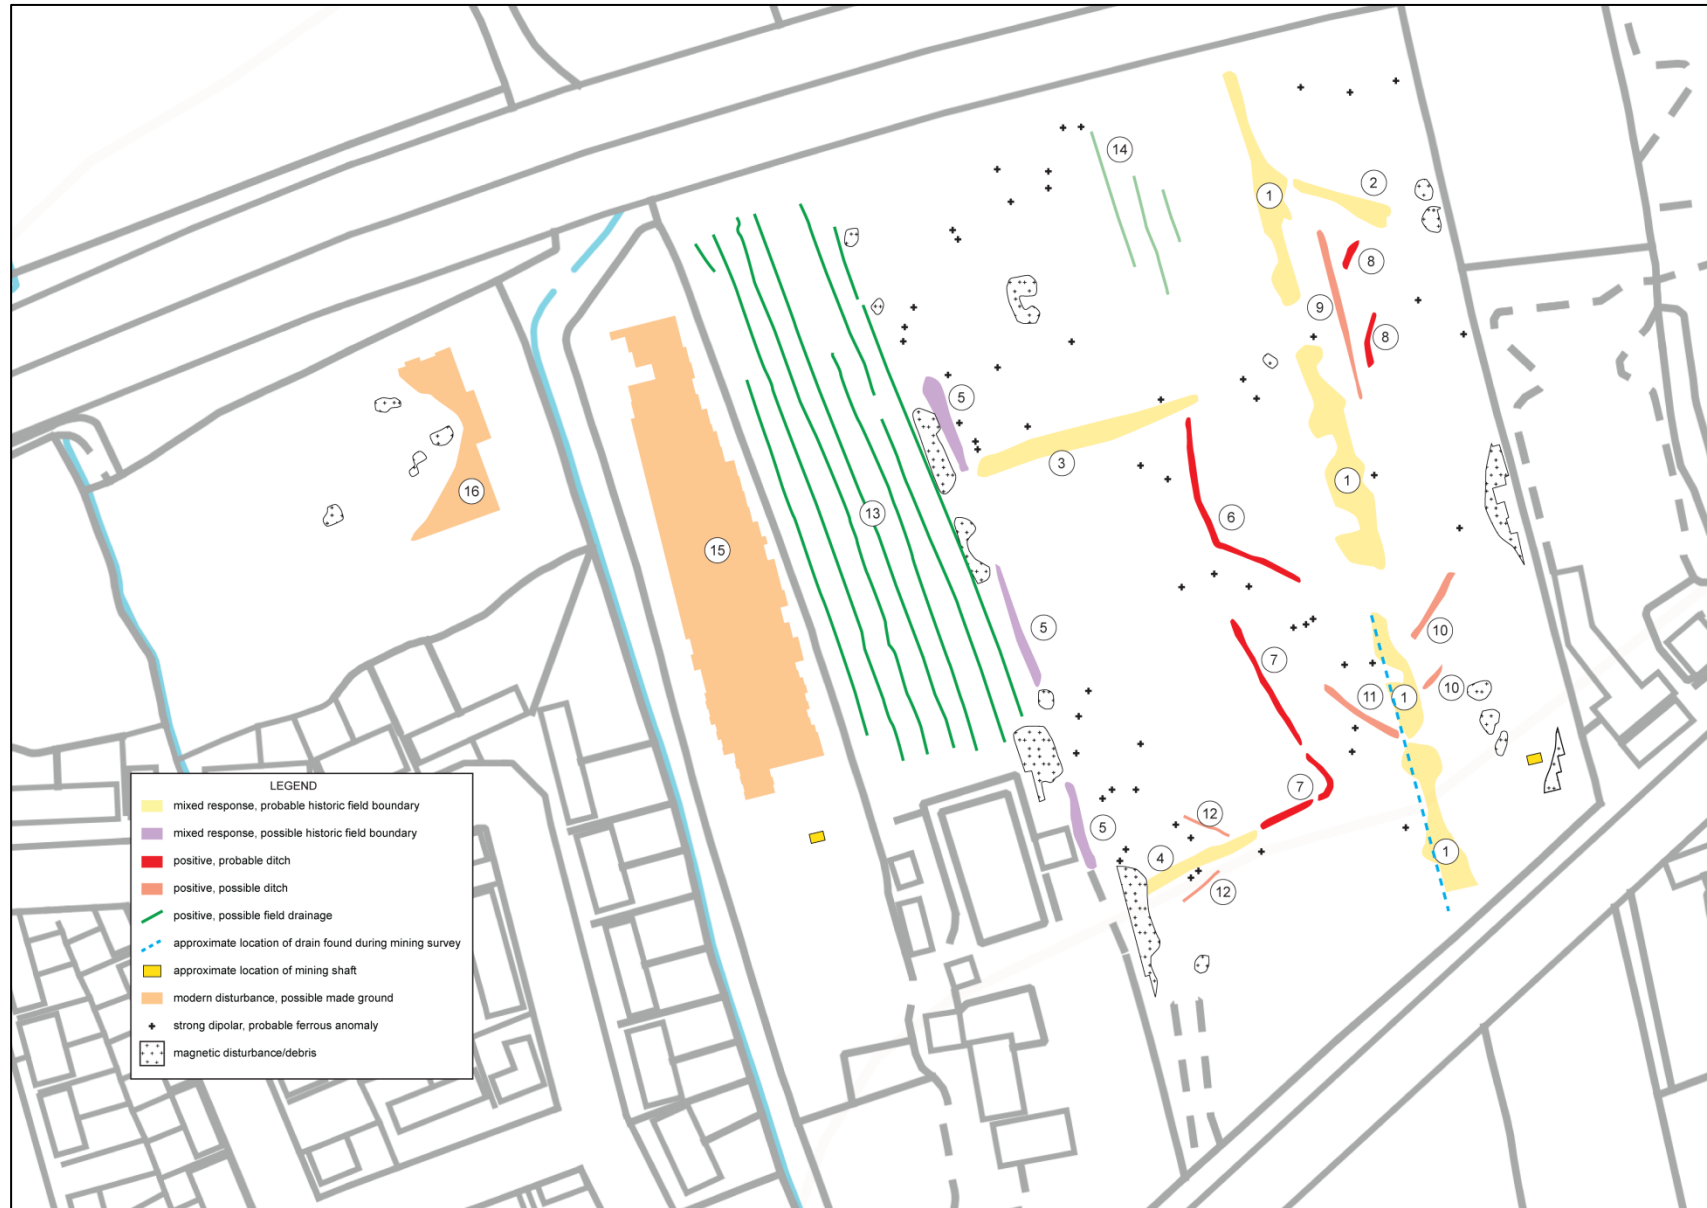 14
2
1
8
9
8
5
3
1
16
6
13
15
5
10
7
10
11
1
7
12
5
1
4
12
LEGEND
mixed response, probable historic field boundary
mixed response, possible historic field boundary
positive, probable ditch
positive, possible ditch
positive, possible field drainage
approximate location of drain found during mining survey
approximate location of mining shaft
modern disturbance, possible made ground
strong dipolar, probable ferrous anomaly
magnetic disturbance/debris